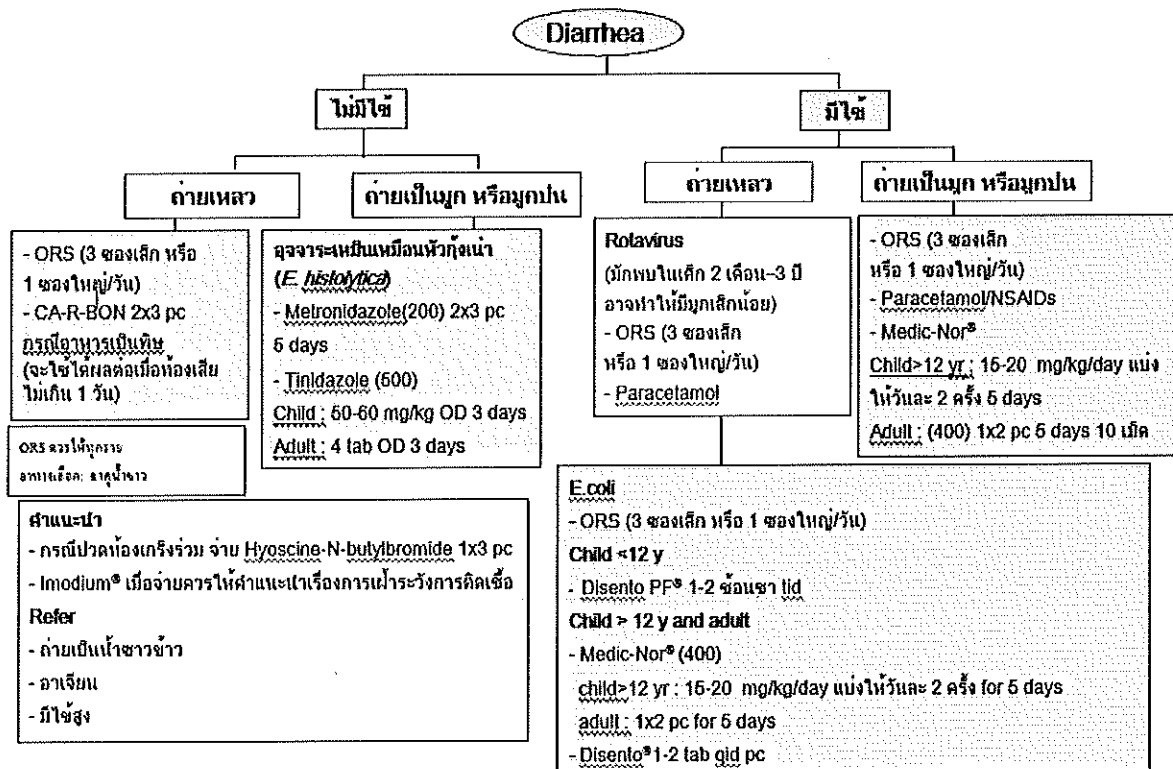 Diarrhea
ไม่มีไข้
มีไข้
ถ่ายเหลว
ถ่ายเป็นมูก หรือมูกปน
ถ่ายเหลว
ถ่ายเป็นมูก หรือมูกปน
- ORS (3 ซองเล็ก หรือ
1 ซองใหญ่/วัน)
- CA-R-BON 2x3 pc
กรณีอาหารเป็นพิษ
(จะใช้ได้ผลต่อเมื่อท้องเสีย
ไม่เกิน 1 วัน)
ORS ควรให้ทุกราย
อุจจาระเหม็นเหมือนหัวกุ้งเน่า
(E. histolytica)
- Metronidazole(200) 2x3 pc
5 days
- Tinidazole (500)
Child : 50-60 mg/kg OD 3 days
Adult : 4 tab OD 3 days
Rotavirus
(มักพบในเด็ก 2 เดือน–3 ปี
อาจทำให้มีมูกเล็กน้อย)
- ORS (3 ซองเล็ก
หรือ 1 ซองใหญ่/วัน)
- Paracetamol
- ORS (3 ซองเล็ก
หรือ 1 ซองใหญ่/วัน)
- Paracetamol/NSAIDs
- Medic-Nor®
Child>12 yr : 15-20 mg/kg/day แบ่ง
ให้วันละ 2 ครั้ง 5 days
Adult : (400) 1x2 pc 5 days 10 เม็ด
คำแนะนำ
- กรณีปวดท้องเกร็งร่วม จ่าย Hyoscine-N-butylbromide 1x3 pc
- Imodium® เมื่อจ่ายควรให้คำแนะนำเรื่องการเฝ้าระวังการติดเชื้อ
Refer
- ถ่ายเป็นน้ำซาวข้าว
- อาเจียน
- มีไข้สูง
E.coli
- ORS (3 ซองเล็ก หรือ 1 ซองใหญ่/วัน)
Child <12 y
- Disento PF® 1-2 ช้อนชา tid
Child > 12 y and adult
- Medic-Nor® (400)
child>12 yr : 15-20 mg/kg/day แบ่งให้วันละ 2 ครั้ง for 5 days
adult : 1x2 pc for 5 days
- Disento® 1-2 tab qid pc